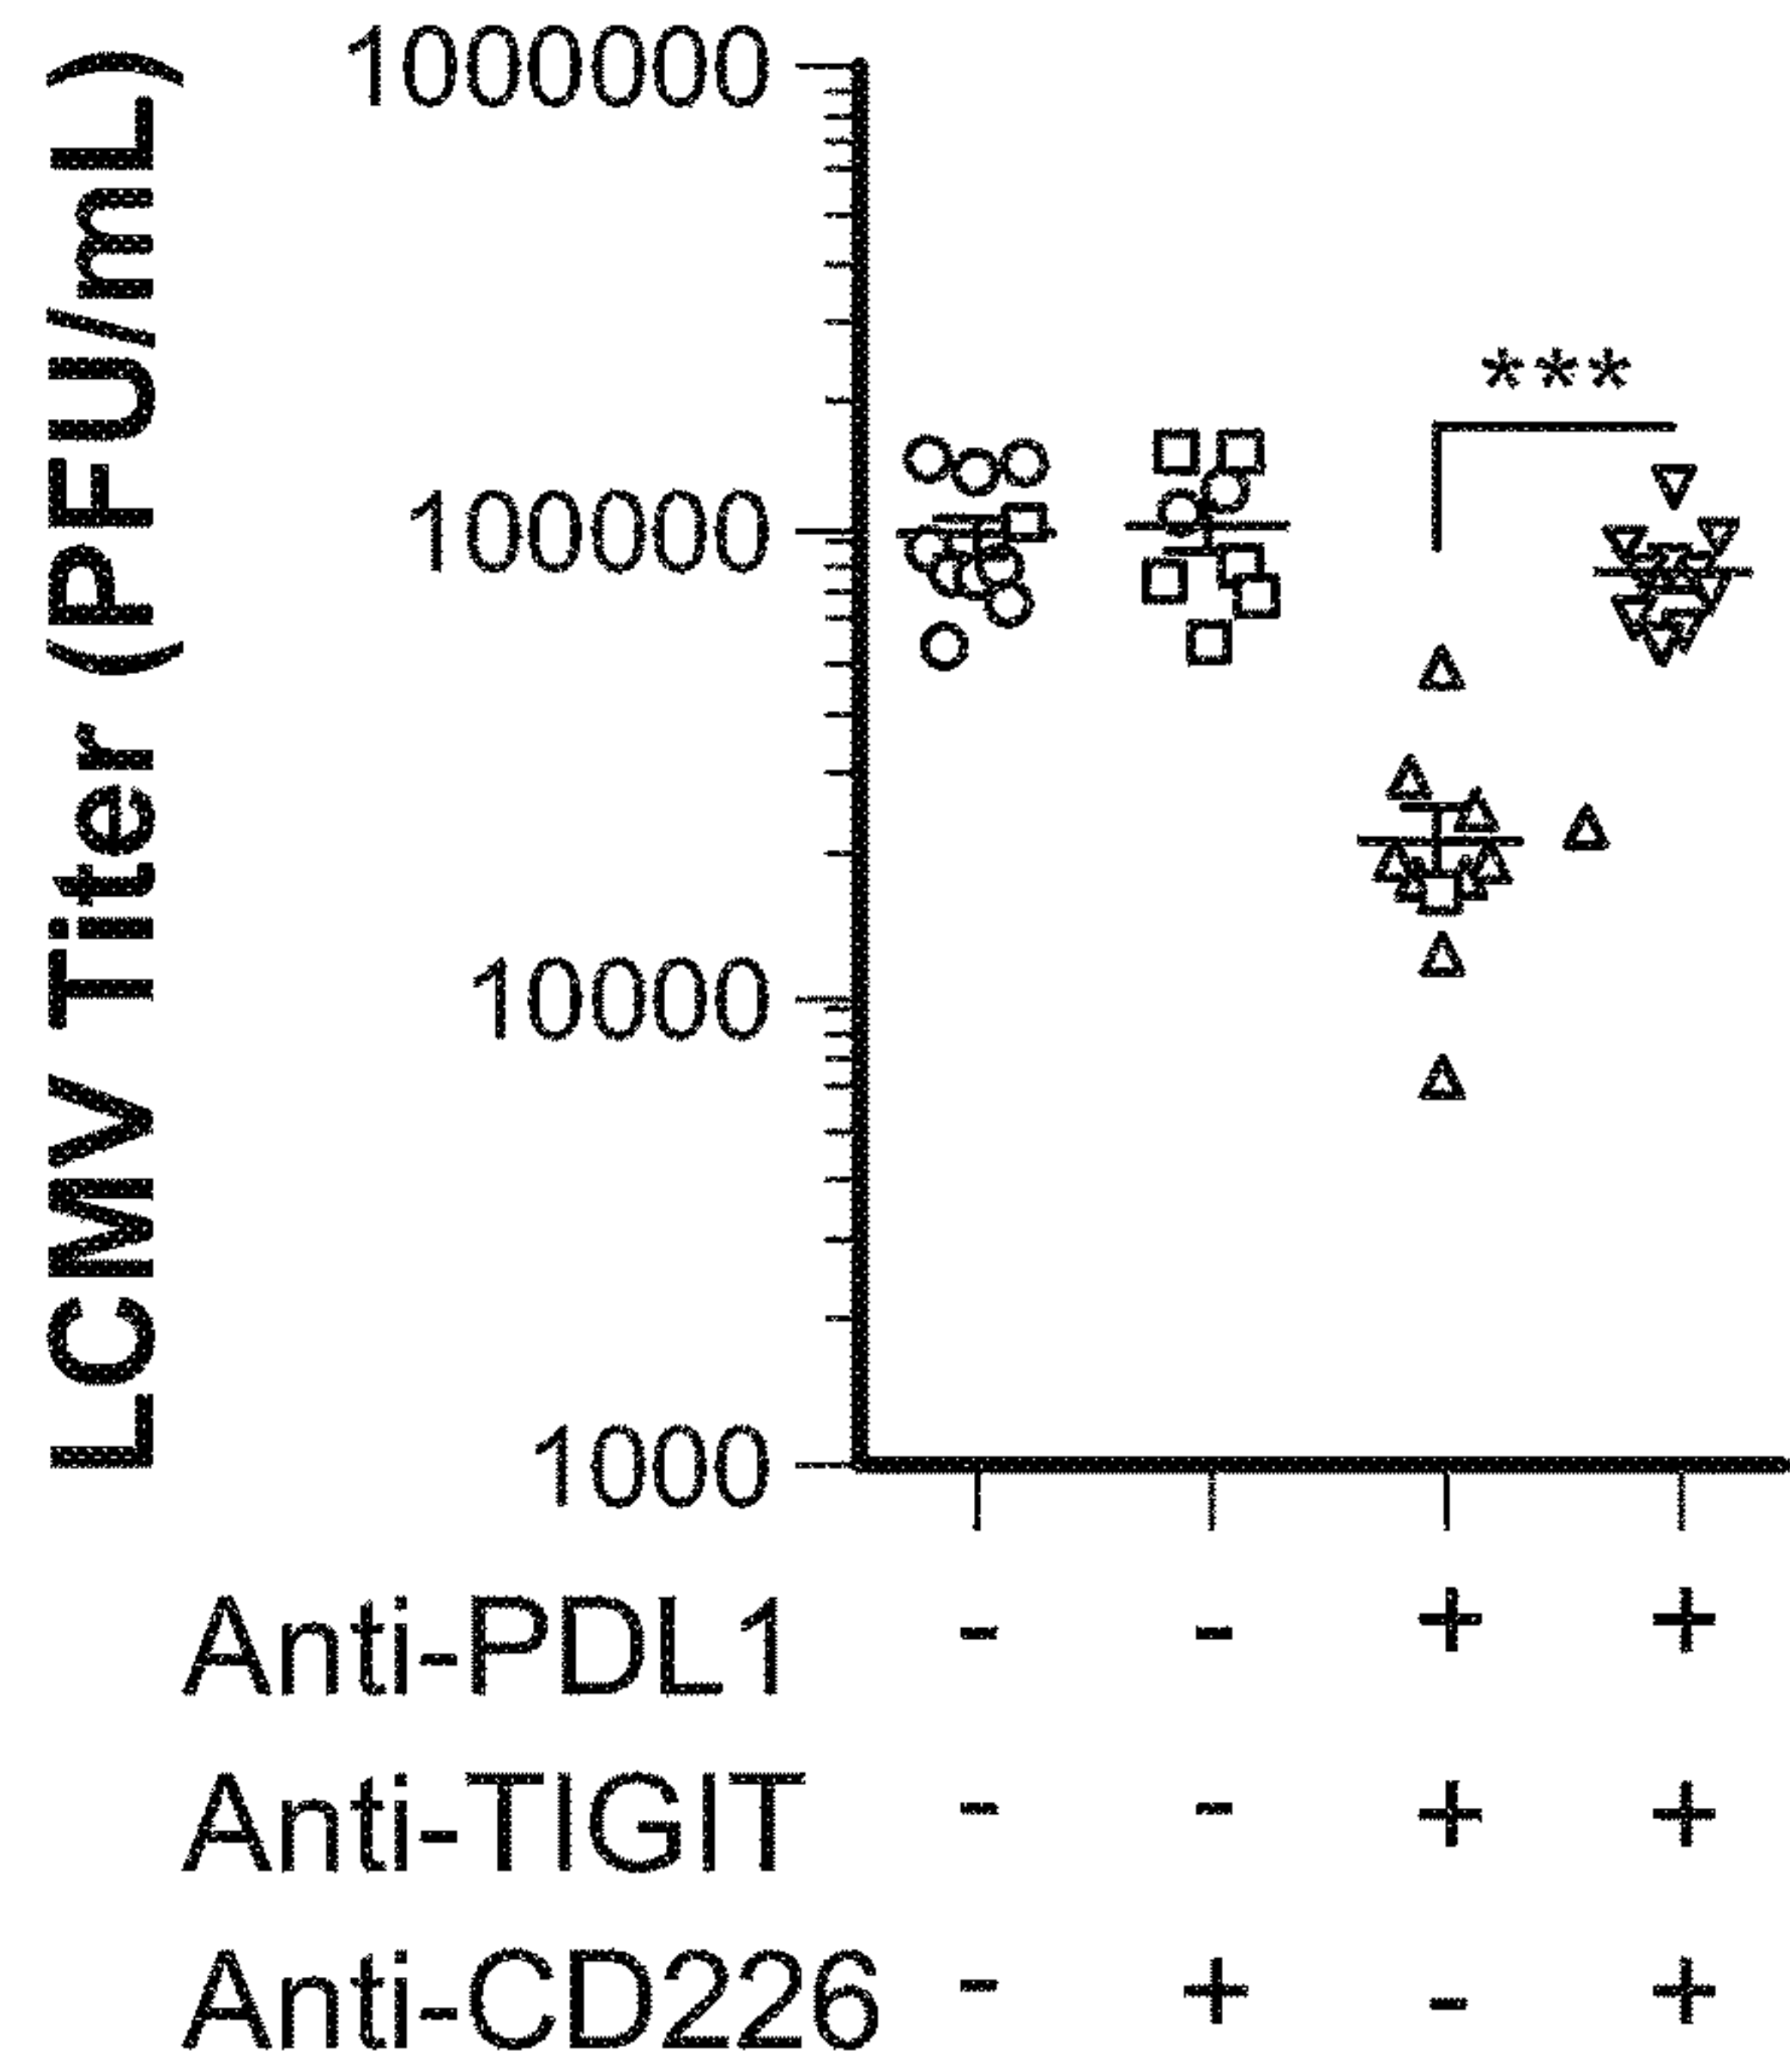 LCMV Titer (PFU/mL)
1000000
100000
10000
1000
***
Anti-PDL1 - - + +
Anti-TIGIT - - + +
Anti-CD226 - + - +